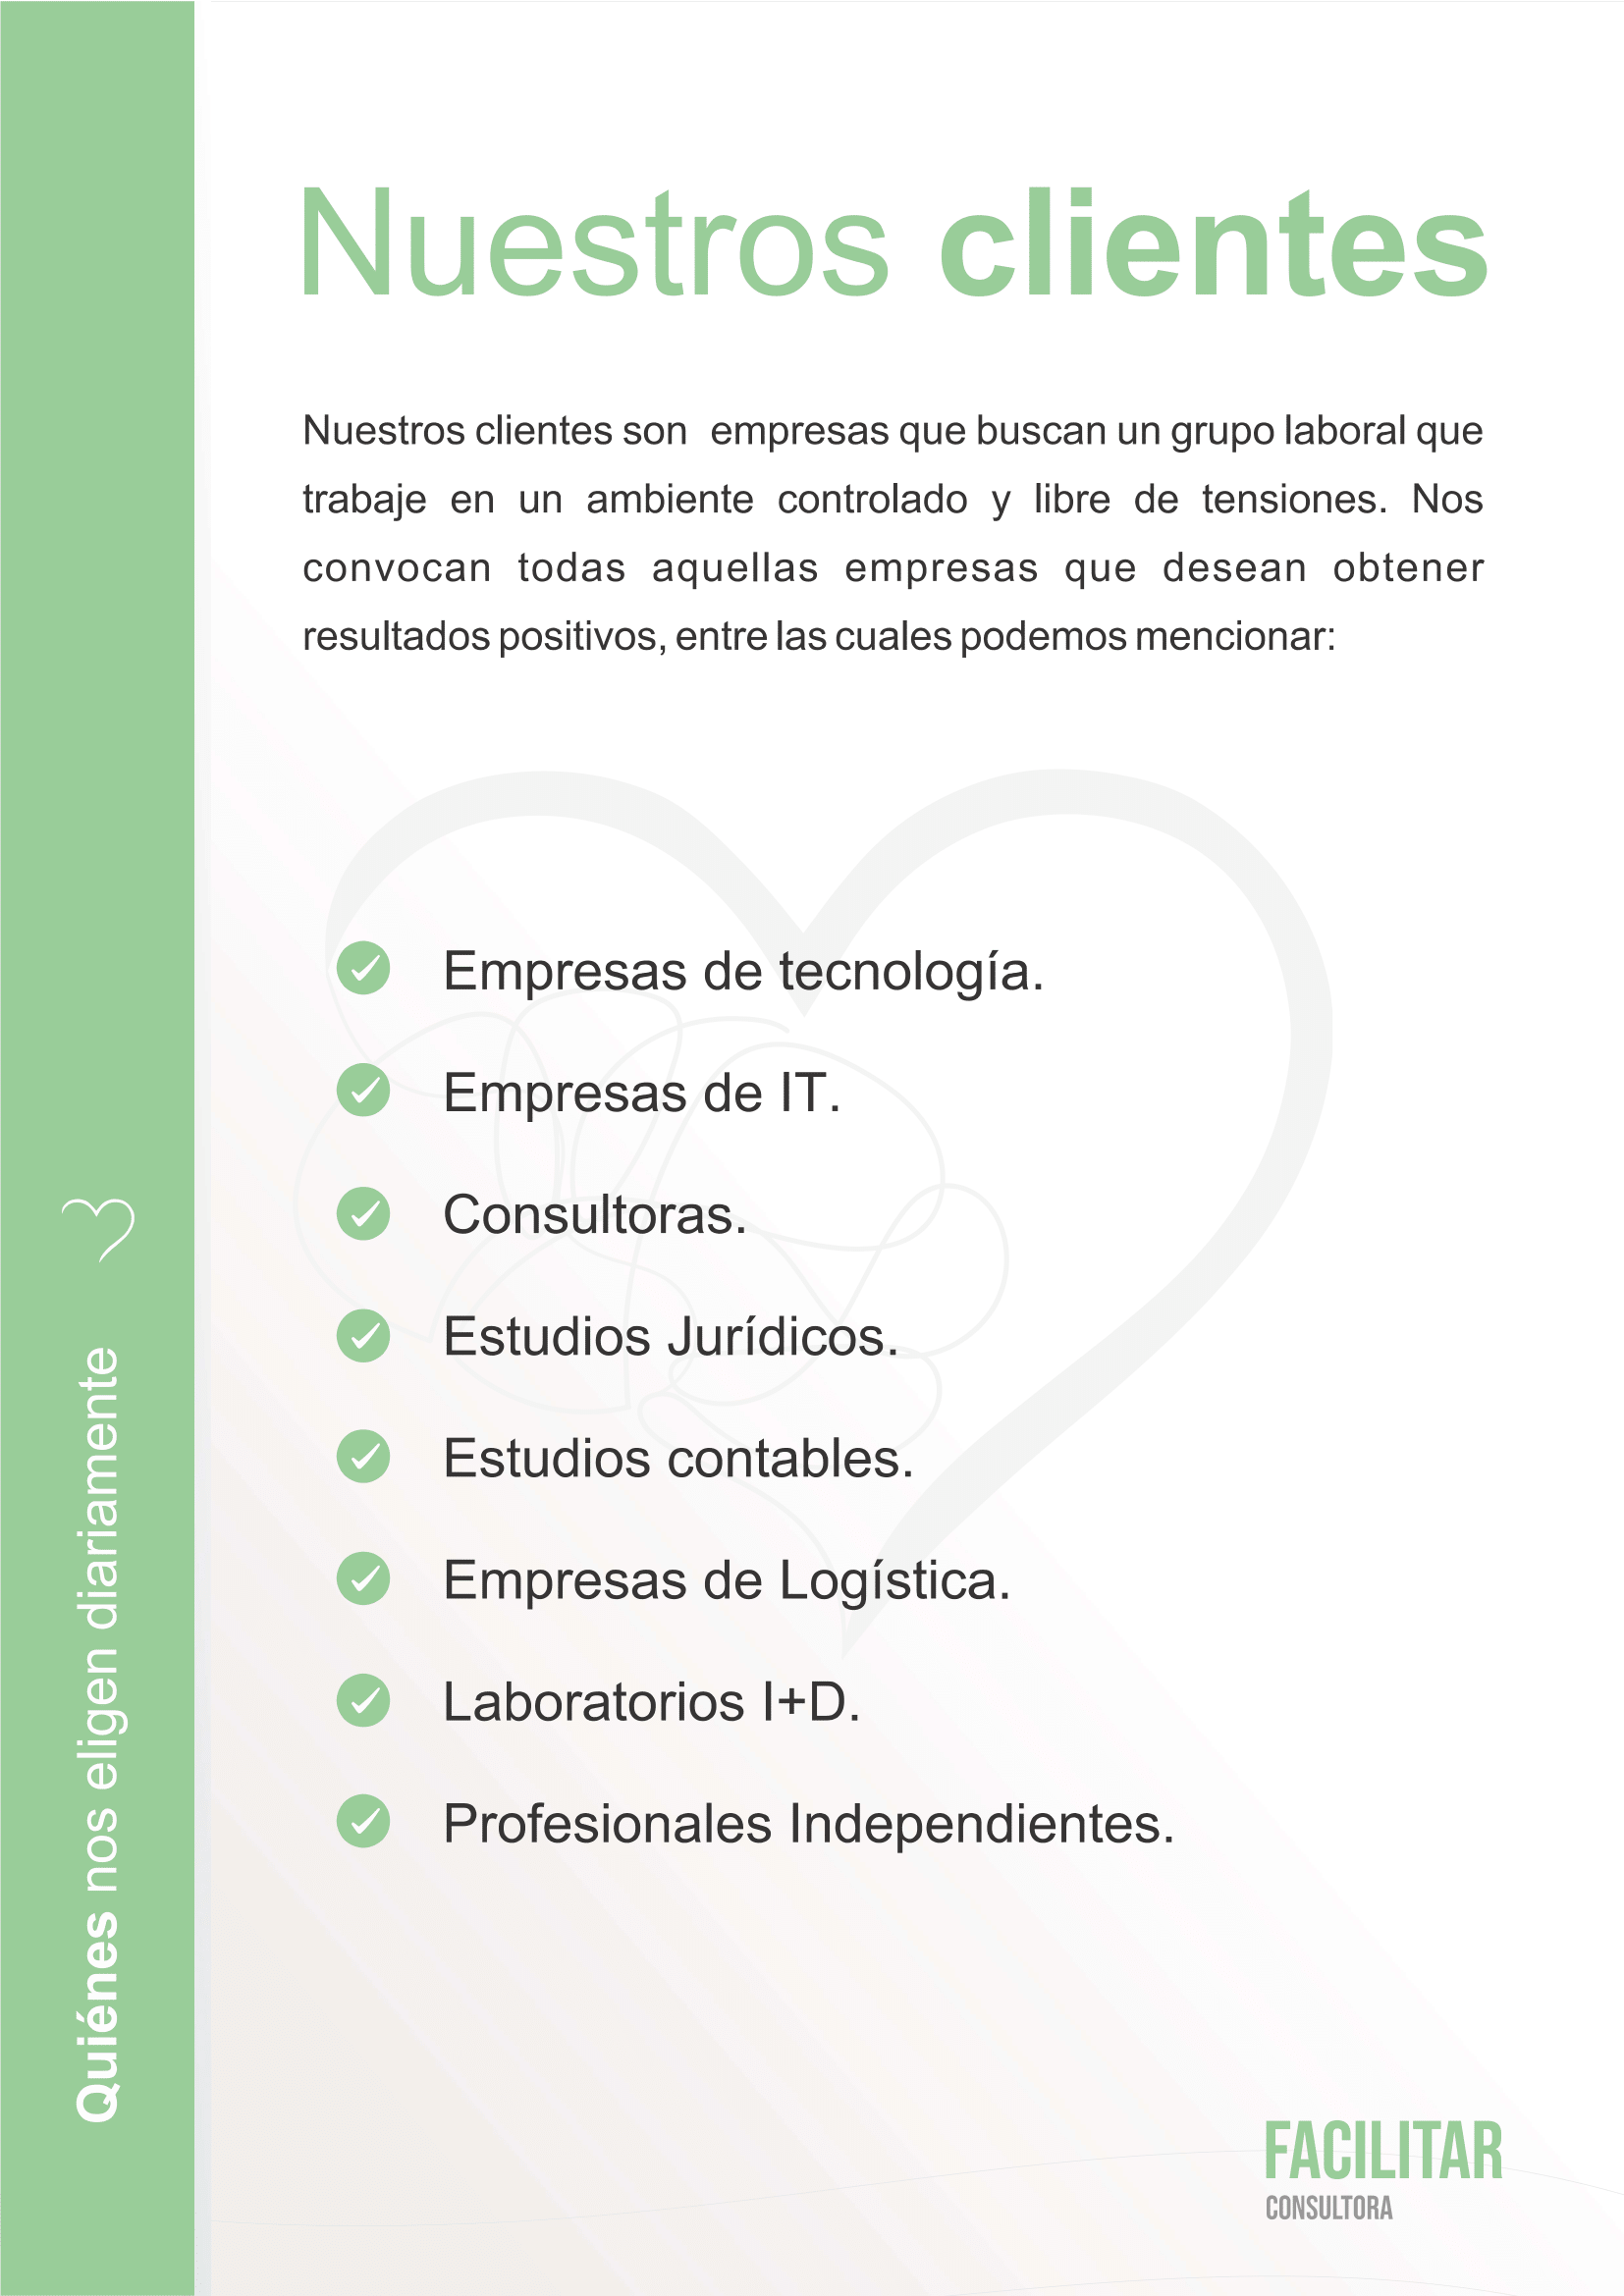 Nuestros clientes
Nuestros clientes son  empresas que buscan un grupo laboral que
trabaje en un ambiente controlado y libre de tensiones. Nos
convocan todas aquellas empresas que desean obtener
resultados positivos, entre las cuales podemos mencionar:
Empresas de tecnología.
Empresas de IT.
Consultoras.
Estudios Jurídicos.
Estudios contables.
Empresas de Logística.
Laboratorios I+D.
Profesionales Independientes.
Quiénes nos eligen diariamente
FACILITAR
CONSULTORA